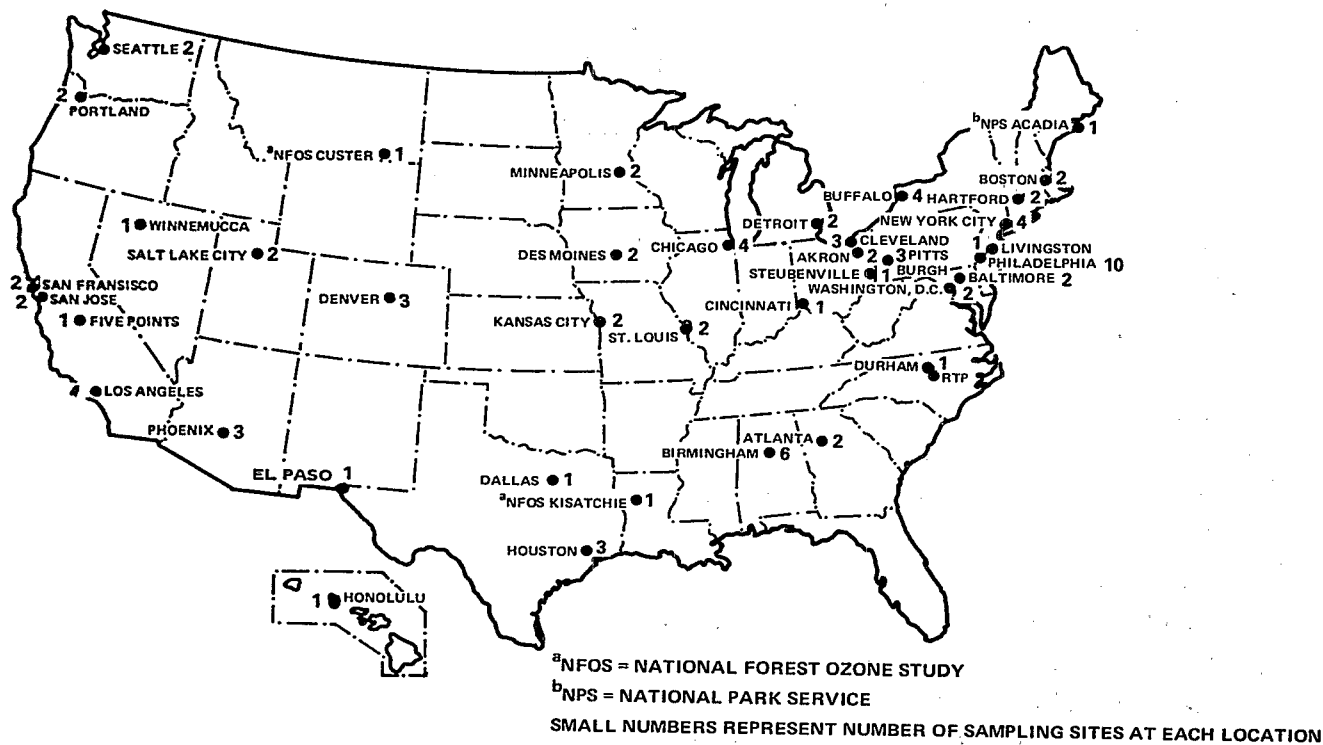 SEATTLE 2
2
PORTLAND
aNFOS CUSTER 1
bNPS ACADIA 1
MINNEAPOLIS 2
BOSTON 2
BUFFALO 4
HARTFORD 2
1 WINNEMUCCA
DETROIT 2
NEW YORK CITY 4
SALT LAKE CITY 2
DES MOINES 2
CHICAGO 4
3 CLEVELAND
1 LIVINGSTON
AKRON 2
3 PITTS
BURGH
PHILADELPHIA 10
STEUBENVILLE 1
BALTIMORE 2
2 SAN FRANSISCO
WASHINGTON, D.C. 2
2 SAN JOSE
DENVER 3
CINCINNATI 1
1 FIVE POINTS
KANSAS CITY 2
ST. LOUIS 2
DURHAM 1
RTP
4 LOS ANGELES
PHOENIX 3
ATLANTA 2
BIRMINGHAM 6
EL PASO 1
DALLAS 1
aNFOS KISATCHIE 1
HOUSTON 3
1 HONOLULU
aNFOS = NATIONAL FOREST OZONE STUDY
bNPS = NATIONAL PARK SERVICE
SMALL NUMBERS REPRESENT NUMBER OF SAMPLING SITES AT EACH LOCATION